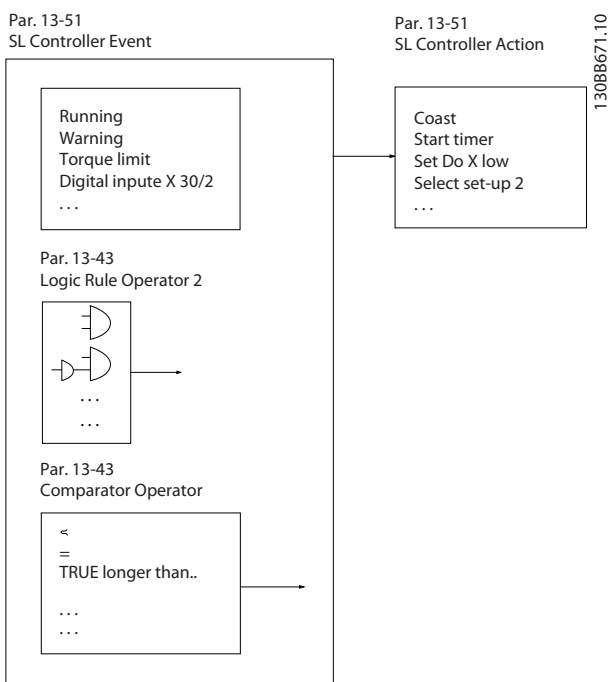 Par. 13-51
SL Controller Event
Par. 13-51
SL Controller Action
130BB671.10
Running
Warning
Torque limit
Digital inpute X 30/2
. . .
Coast
Start timer
Set Do X low
Select set-up 2
. . .
Par. 13-43
Logic Rule Operator 2
. . .
. . .
Par. 13-43
Comparator Operator
<
=
TRUE longer than..
. . .
. . .